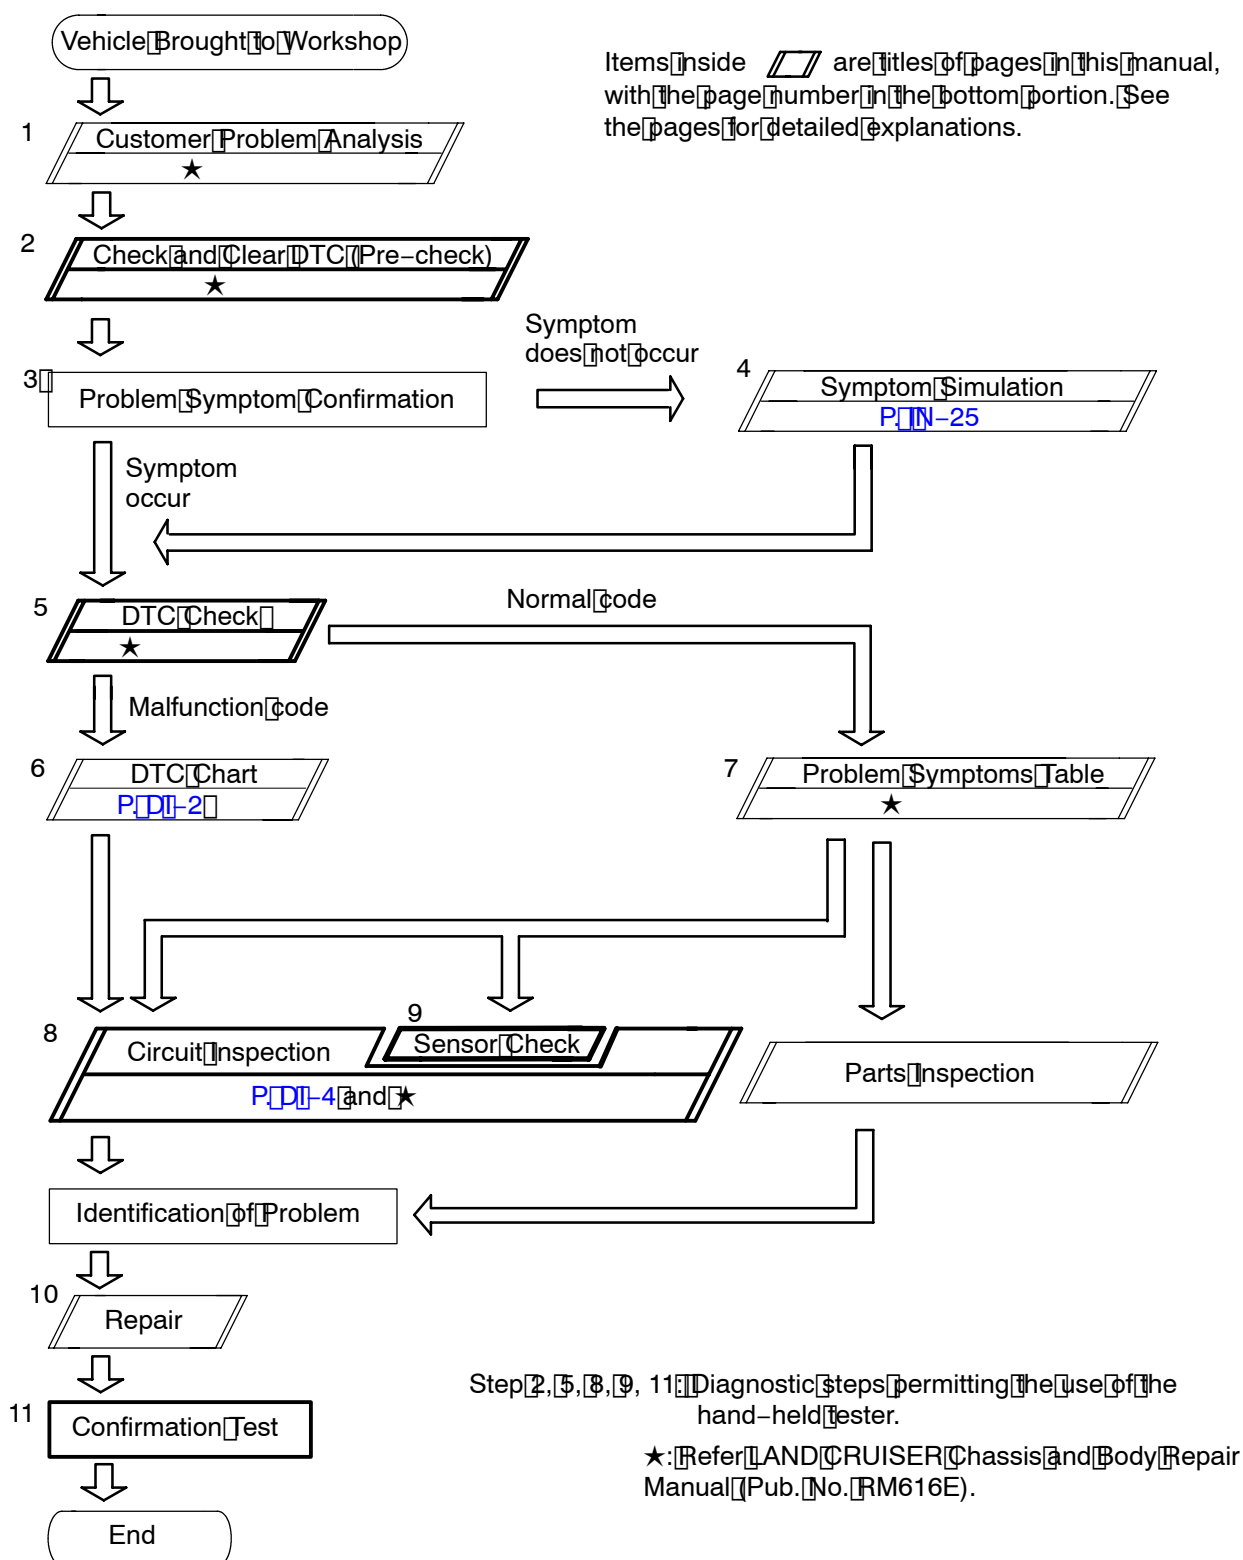 Vehicle Brought to Workshop
Items inside are titles of pages in this manual,
with the page number in the bottom portion. See
the pages for detailed explanations.
1
Customer Problem Analysis
★
2
Check and Clear DTC (Pre–check)
★
Symptom
does not occur
3
Problem Symptom Confirmation
4
Symptom Simulation
P. IN–25
Symptom
occur
5
DTC Check
★
Normal code
Malfunction code
6
DTC Chart
P. DI–2
7
Problem Symptoms Table
★
8
Circuit Inspection
9
Sensor Check
P. DI–4 and ★
Parts Inspection
Identification of Problem
10
Repair
Step 2, 5, 8, 9, 11: Diagnostic steps permitting the use of the
hand–held tester.
11
Confirmation Test
★: Refer LAND CRUISER Chassis and Body Repair
Manual (Pub. No. RM616E).
End